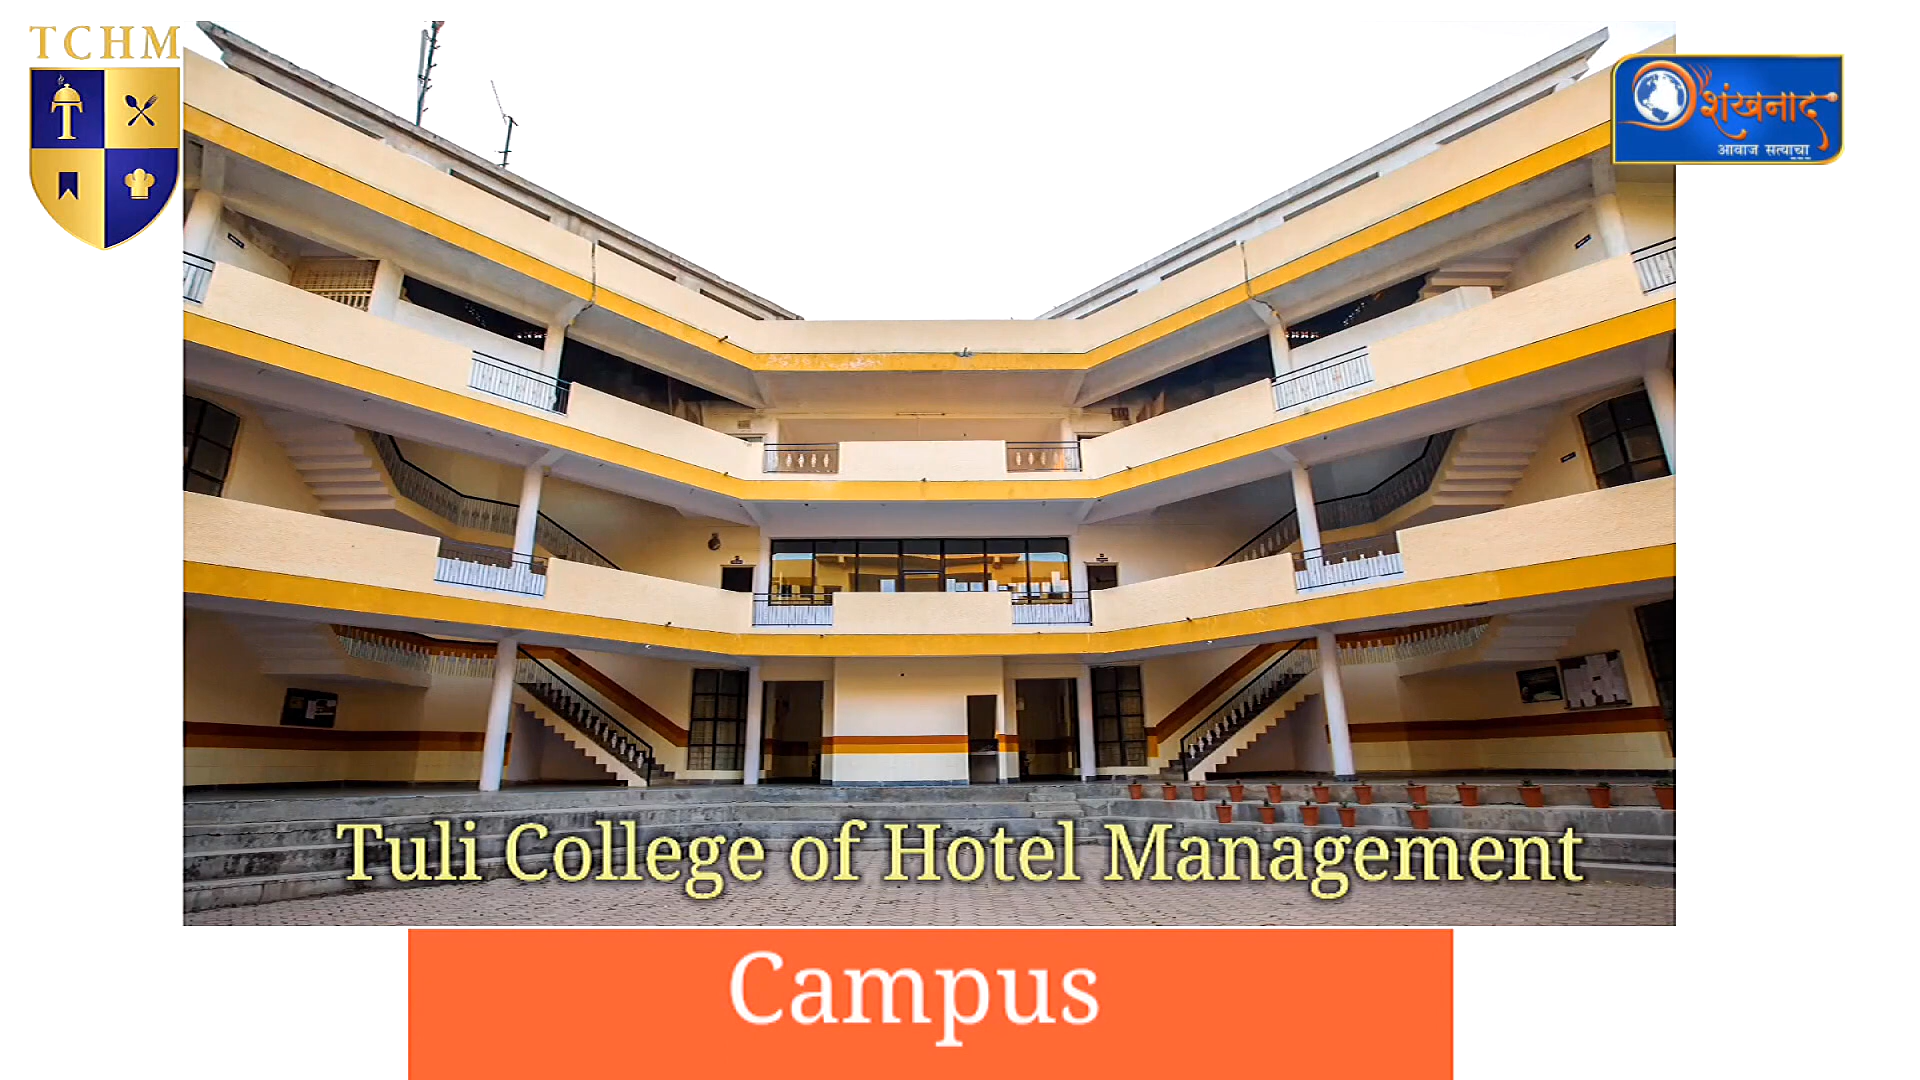 TCHM
शंखनाद
आवाज सत्याचा
Tuli College of Hotel Management
Campus